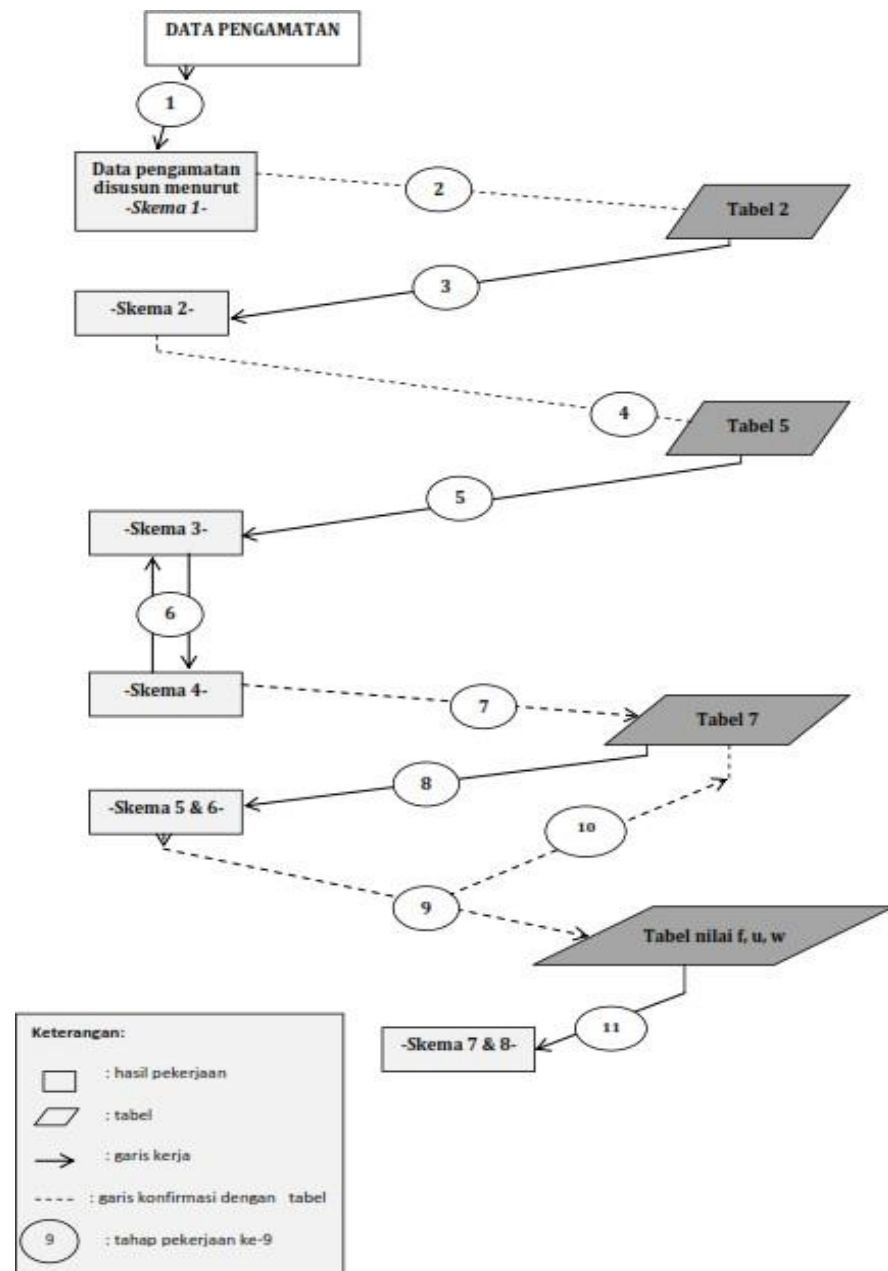 DATA PENGAMATAN
1
Data pengamatan
disusun menurut
-Skema 1-
2
Tabel 2
3
-Skema 2-
4
Tabel 5
5
-Skema 3-
6
-Skema 4-
7
Tabel 7
8
-Skema 5 & 6-
10
9
Tabel nilai f, u, w
11
-Skema 7 & 8-
Keterangan:
: hasil pekerjaan
: tabel
: garis kerja
: garis konfirmasi dengan tabel
9 : tahap pekerjaan ke-9